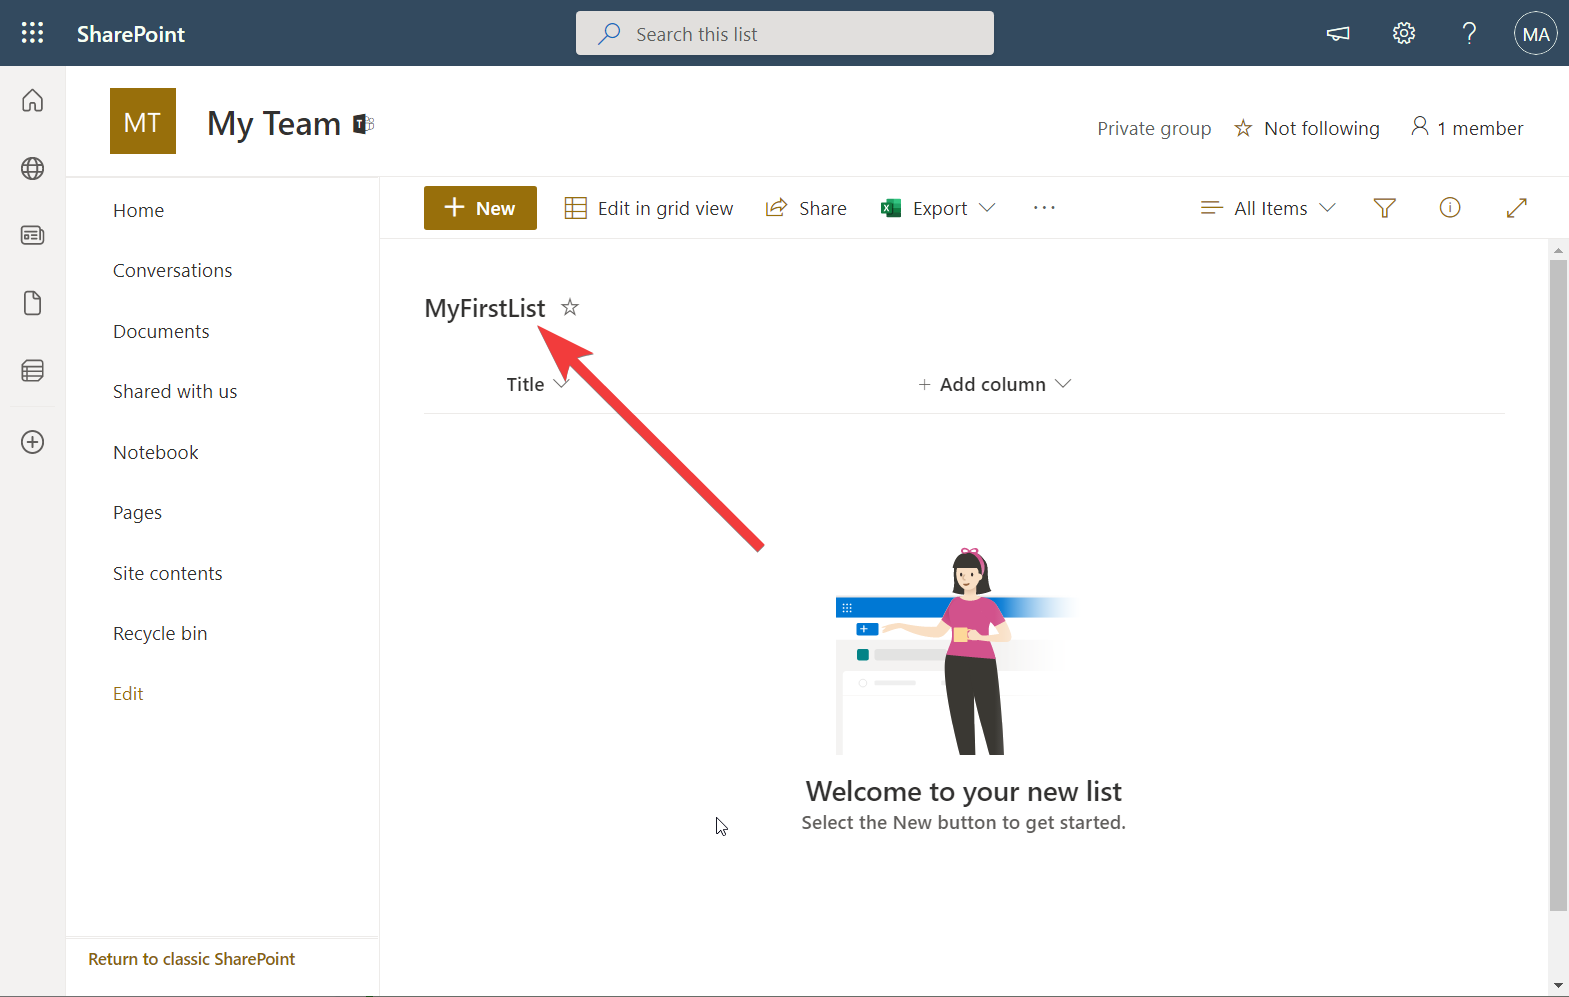 SharePoint
Search this list
MA
MT
My Team
Private group
Not following
1 member
Home
Conversations
Documents
Shared with us
Notebook
Pages
Site contents
Recycle bin
Edit
Return to classic SharePoint
+ New
Edit in grid view
Share
Export
...
All Items
MyFirstList
Title
+ Add column
Welcome to your new list
Select the New button to get started.